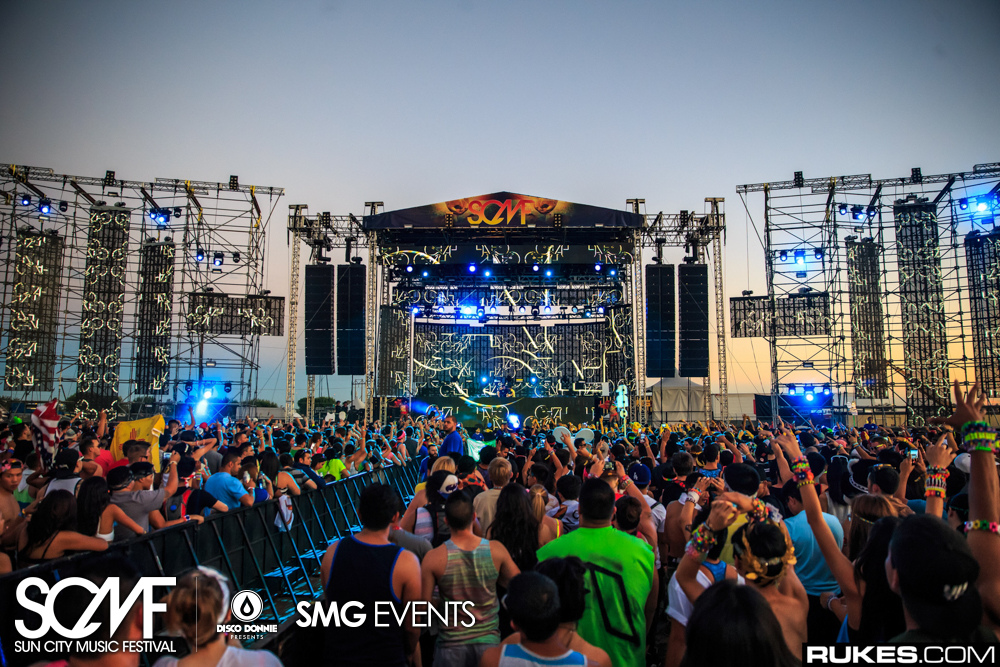 SCMF
SCMF
SUN CITY MUSIC FESTIVAL
DISCO DONNIE
PRESENTS
SMG EVENTS
RUKES.COM